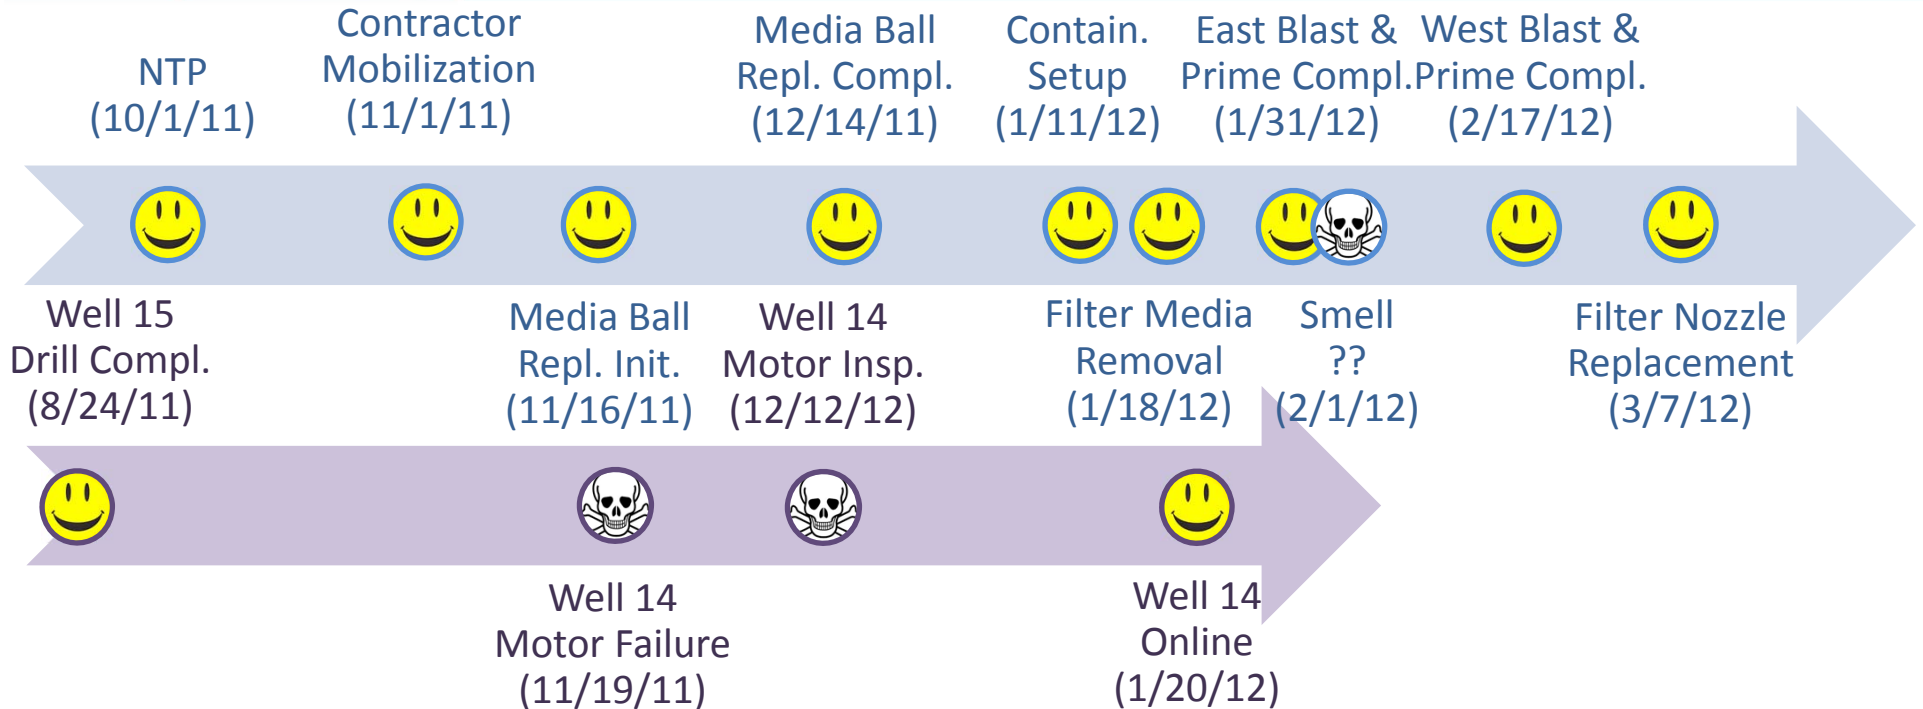 NTP
(10/1/11)
Contractor
Mobilization
(11/1/11)
Media Ball
Repl. Compl.
(12/14/11)
Contain.
Setup
(1/11/12)
East Blast &
Prime Compl.
(1/31/12)
West Blast &
Prime Compl.
(2/17/12)
Well 15
Drill Compl.
(8/24/11)
Media Ball
Repl. Init.
(11/16/11)
Well 14
Motor Insp.
(12/12/12)
Filter Media
Removal
(1/18/12)
Smell
??
(2/1/12)
Filter Nozzle
Replacement
(3/7/12)
Well 14
Motor Failure
(11/19/11)
Well 14
Online
(1/20/12)